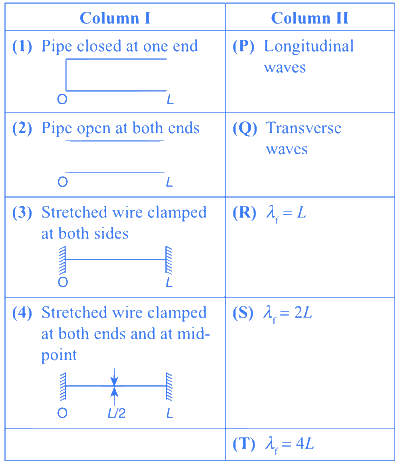 Column I Column II
(1) Pipe closed at one end
O L
(P) Longitudinal
waves
(2) Pipe open at both ends
O L
(Q) Transverse
waves
(3) Stretched wire clamped
at both sides
O L
(R) λf = L
(4) Stretched wire clamped
at both ends and at mid-
point
O L/2 L
(S) λf = 2L
(T) λf = 4L